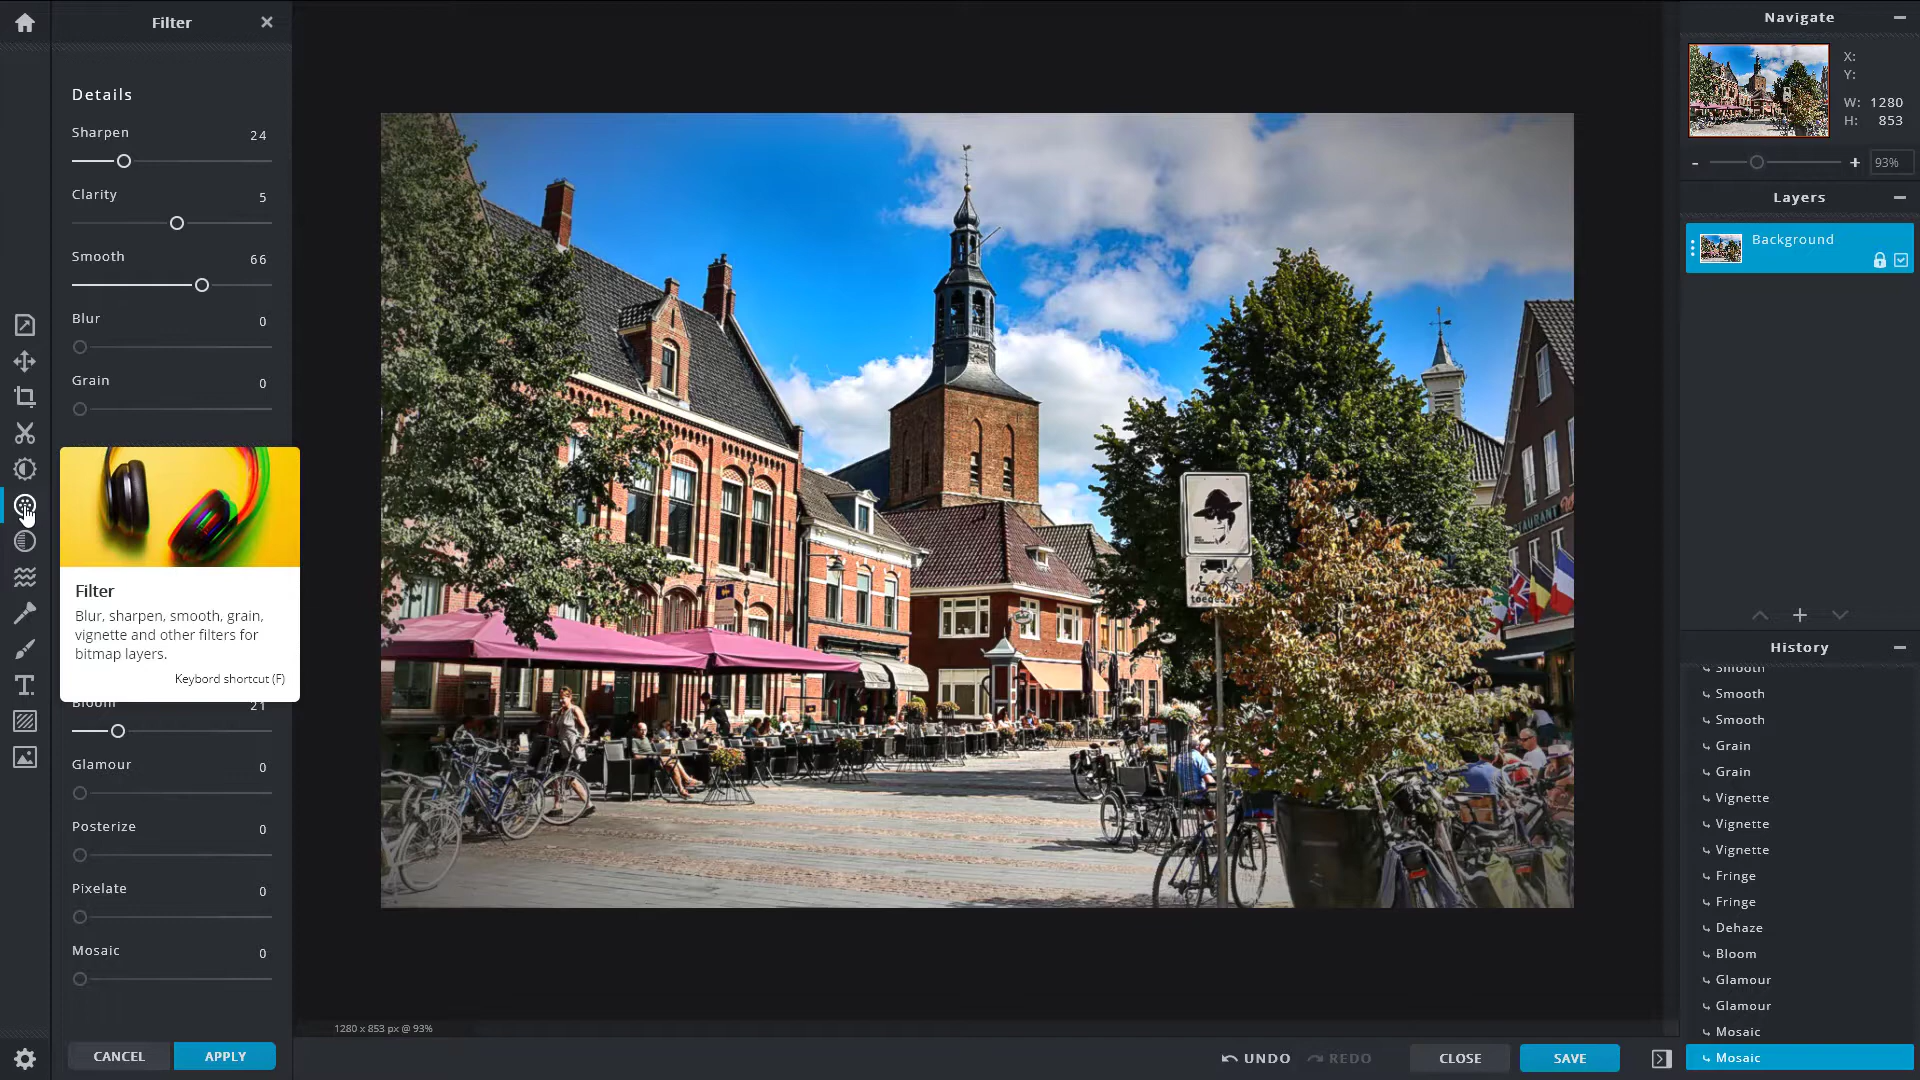 Filter
Details
Sharpen 24
Clarity 5
Smooth 66
Blur 0
Grain 0
Filter
Blur, sharpen, smooth, grain,
vignette and other filters for
bitmap layers.
Keybord shortcut (F)
Bloom 21
Glamour 0
Posterize 0
Pixelate 0
Mosaic 0
CANCEL APPLY
toeg
1280 x 853 px @ 93%
UNDO REDO CLOSE SAVE
Navigate
X:
Y:
W: 1280
H: 853
- + 93%
Layers
Background
History
Smooth
Smooth
Smooth
Grain
Grain
Vignette
Vignette
Vignette
Fringe
Fringe
Dehaze
Bloom
Glamour
Glamour
Mosaic
Mosaic